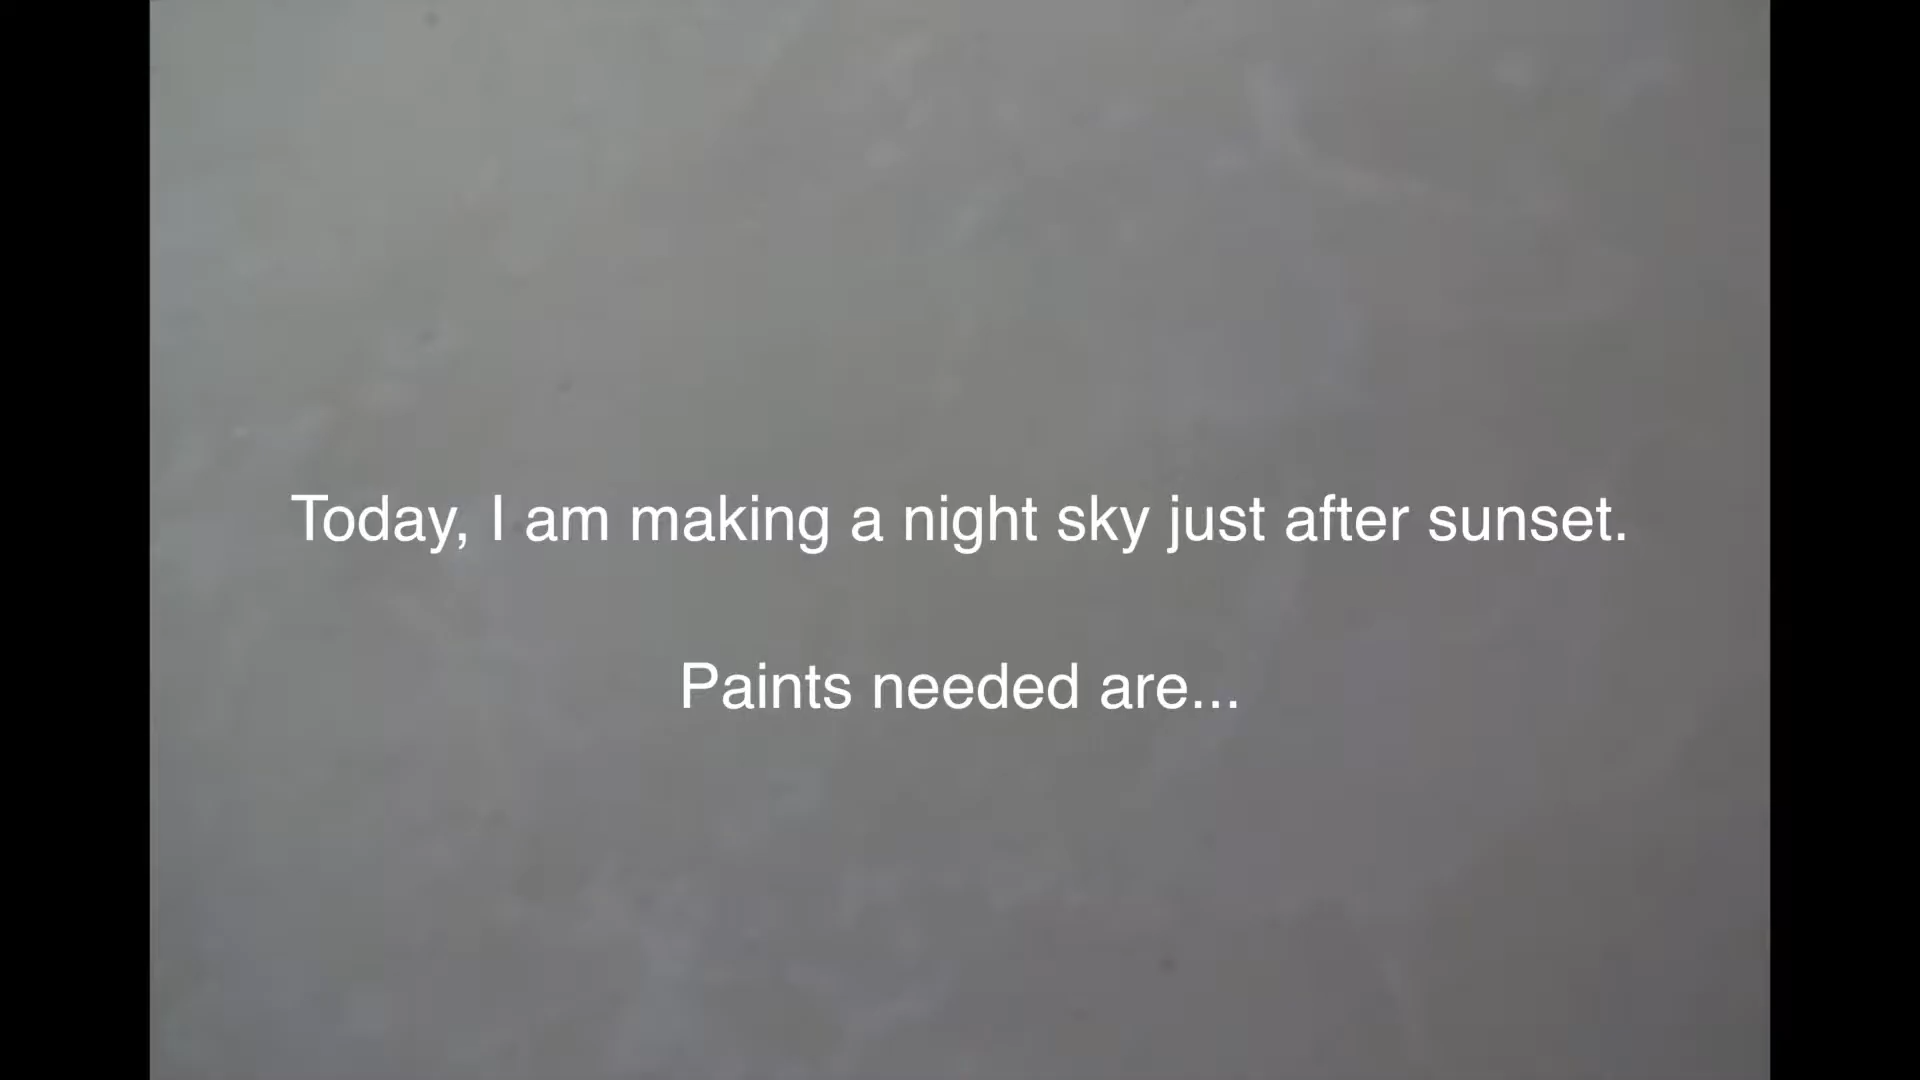 Today, I am making a night sky just after sunset.
Paints needed are...